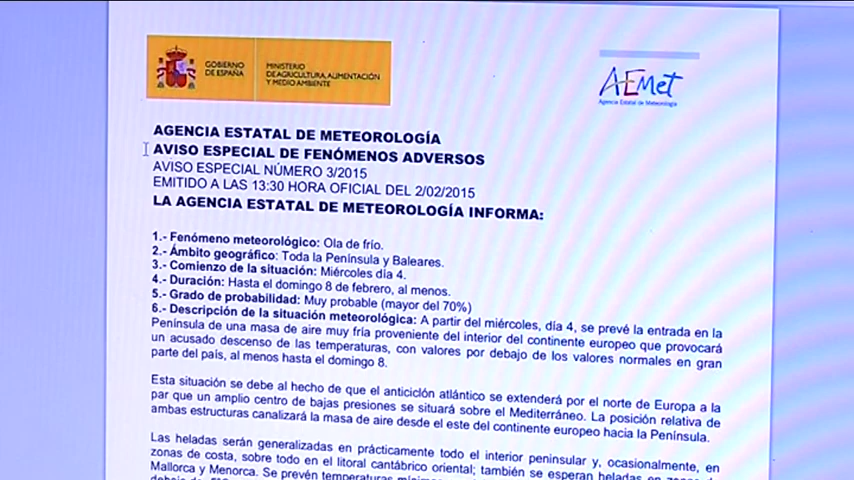 GOBIERNO
DE ESPAÑA
MINISTERIO
DE AGRICULTURA, ALIMENTACIÓN
Y MEDIO AMBIENTE
AEMet
Agencia Estatal de Meteorología
AGENCIA ESTATAL DE METEOROLOGÍA
AVISO ESPECIAL DE FENÓMENOS ADVERSOS
AVISO ESPECIAL NÚMERO 3/2015
EMITIDO A LAS 13:30 HORA OFICIAL DEL 2/02/2015
LA AGENCIA ESTATAL DE METEOROLOGÍA INFORMA:
1.- Fenómeno meteorológico: Ola de frío.
2.- Ámbito geográfico: Toda la Península y Baleares.
3.- Comienzo de la situación: Miércoles día 4.
4.- Duración: Hasta el domingo 8 de febrero, al menos.
5.- Grado de probabilidad: Muy probable (mayor del 70%)
6.- Descripción de la situación meteorológica: A partir del miércoles, día 4, se prevé la entrada en la
Península de una masa de aire muy fría proveniente del interior del continente europeo que provocará
un acusado descenso de las temperaturas, con valores por debajo de los valores normales en gran
parte del país, al menos hasta el domingo 8.
Esta situación se debe al hecho de que el anticiclón atlántico se extenderá por el norte de Europa a la
par que un amplio centro de bajas presiones se situará sobre el Mediterráneo. La posición relativa de
ambas estructuras canalizará la masa de aire desde el este del continente europeo hacia la Península.
Las heladas serán generalizadas en prácticamente todo el interior peninsular y, ocasionalmente, en
zonas de costa, sobre todo en el litoral cantábrico oriental; también se esperan heladas en zonas
Mallorca y Menorca. Se prevén temperaturas